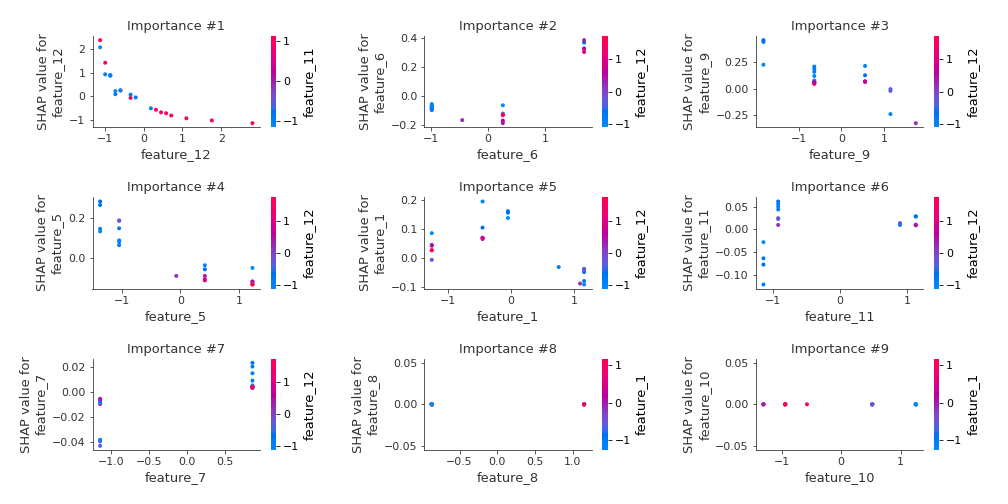 Importance #1
SHAP value for
feature_12
2
1
0
−1
−1
0
1
2
feature_12
1
0
−1
feature_11
Importance #2
SHAP value for
feature_6
0.4
0.2
0.0
−0.2
−1
0
1
feature_6
1
0
−1
feature_12
Importance #3
SHAP value for
feature_9
0.25
0.00
−0.25
−1
0
1
feature_9
1
0
−1
feature_12
Importance #4
SHAP value for
feature_5
0.2
0.0
−1
0
1
feature_5
1
0
−1
feature_12
Importance #5
SHAP value for
feature_1
0.2
0.1
0.0
−0.1
−1
0
1
feature_1
1
0
−1
feature_12
Importance #6
SHAP value for
feature_11
0.05
0.00
−0.05
−0.10
−1
0
1
feature_11
1
0
−1
feature_12
Importance #7
SHAP value for
feature_7
0.02
0.00
−0.02
−0.04
−1.0
−0.5
0.0
0.5
feature_7
1
0
−1
feature_12
Importance #8
SHAP value for
feature_8
0.05
0.00
−0.05
−0.5
0.0
0.5
1.0
feature_8
1
0
−1
feature_1
Importance #9
SHAP value for
feature_10
0.05
0.00
−0.05
−1
0
1
feature_10
1
0
−1
feature_1